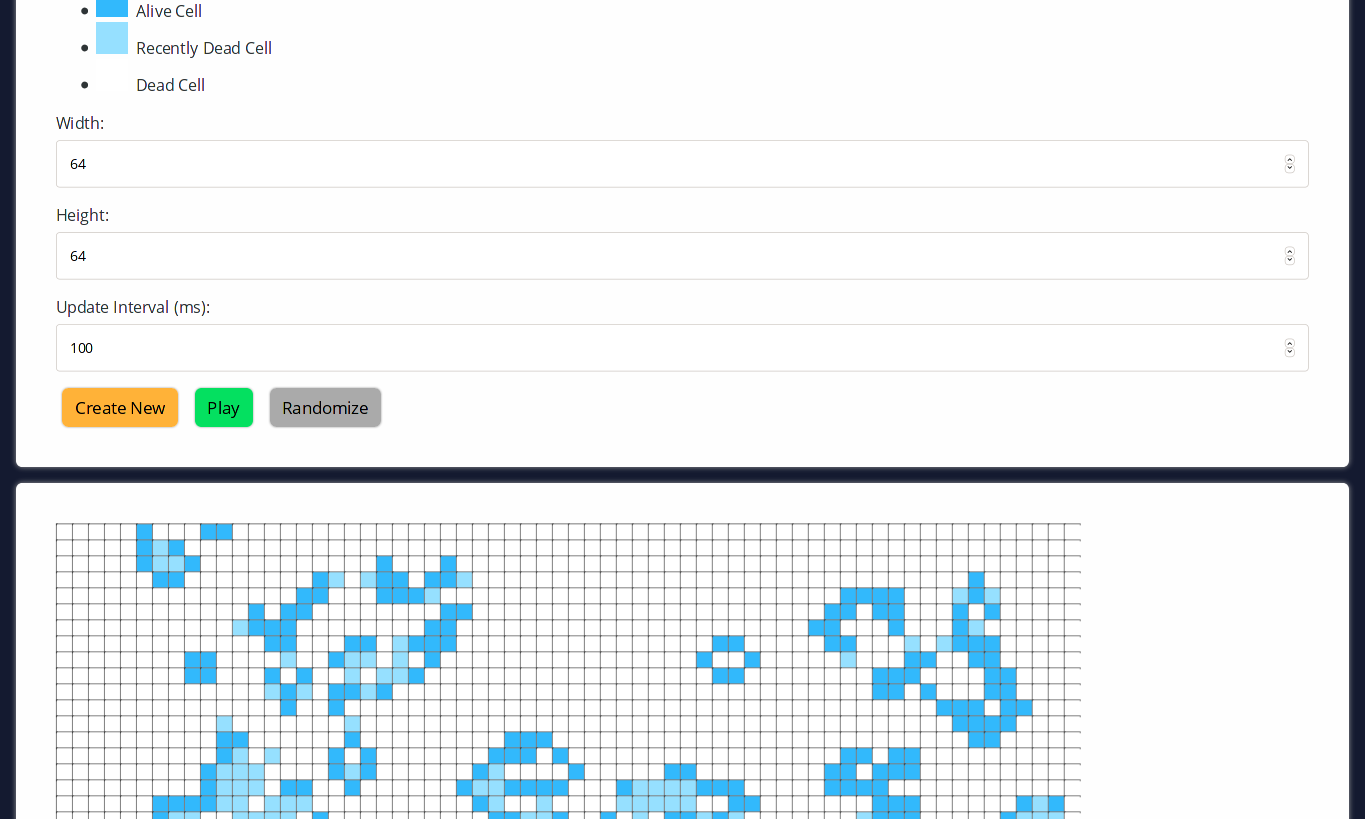 Alive Cell
Recently Dead Cell
Dead Cell
Width:
64
Height:
64
Update Interval (ms):
100
Create New Play Randomize